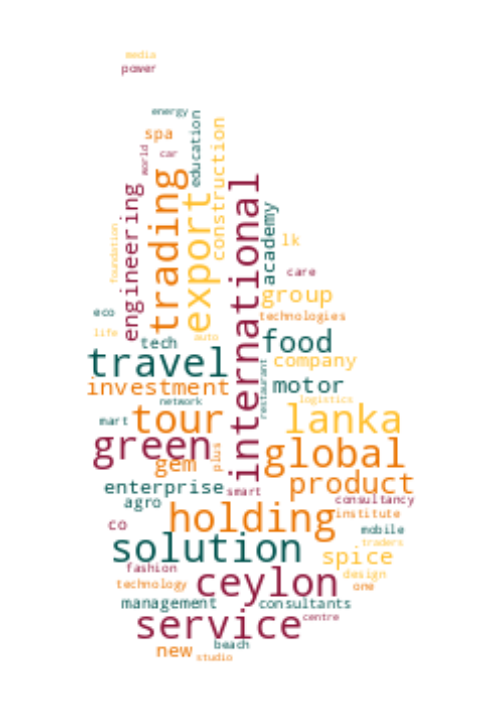 media
power
energy
spa
education
construction
world
car
trading
export
international
engineering
academy
foundation
lk
care
group
eco
technologies
life
auto
tech
food
travel
company
restaurant
investment
motor
network
logistics
mart
tour
lanka
green
plus
global
gem
product
enterprise
smart
agro
consultancy
holding
institute
co
mobile
solution
traders
spice
fashion
design
technology
ceylon
one
management
consultants
service
centre
new
beach
studio